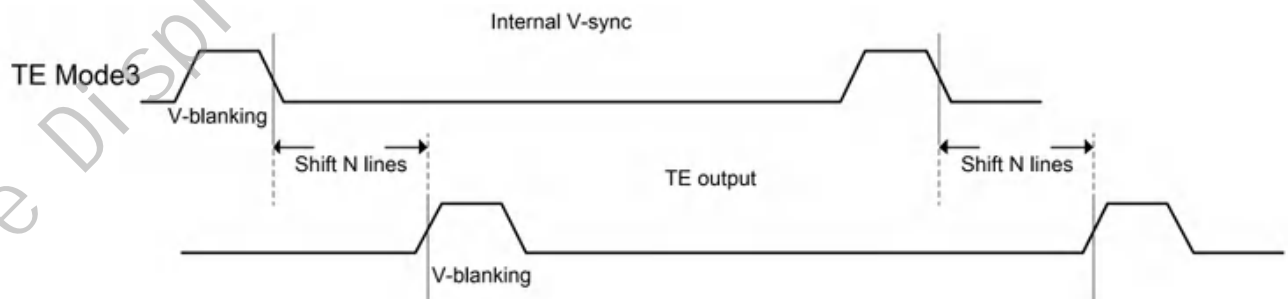 Internal V-sync
TE Mode3
V-blanking
Shift N lines
Shift N lines
TE output
V-blanking